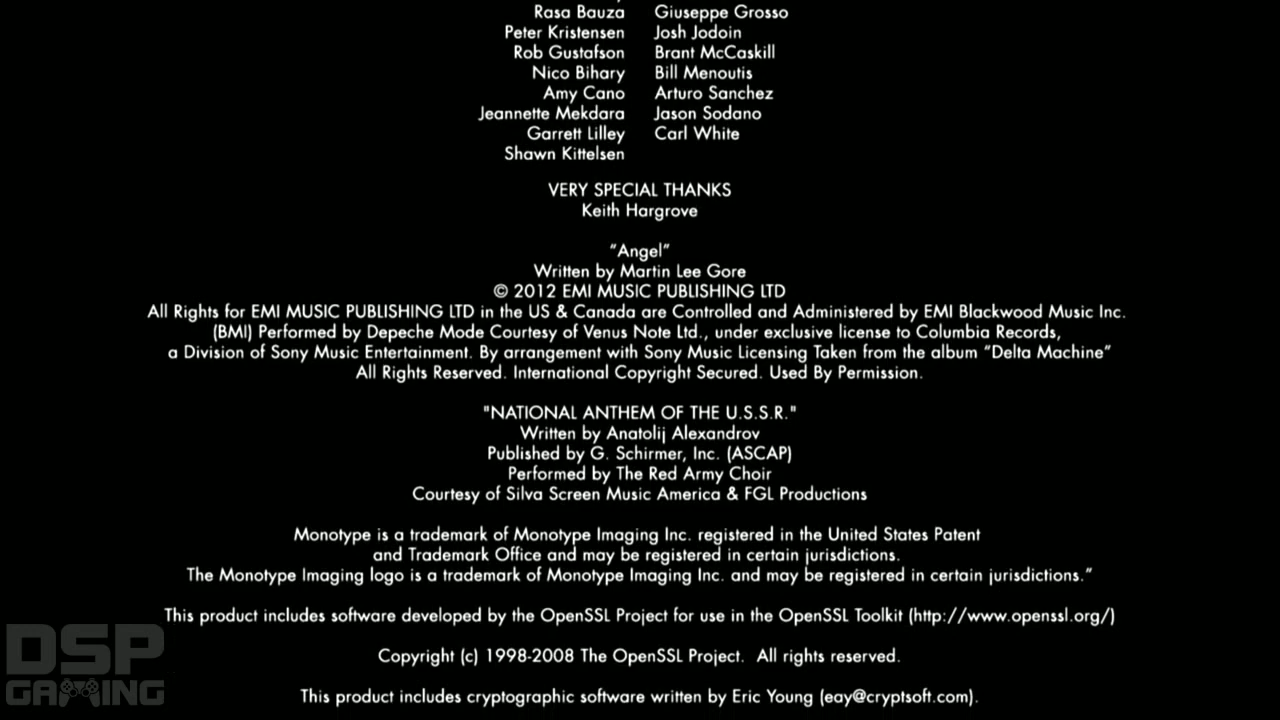 Rasa Bauza Giuseppe Grosso
Peter Kristensen Josh Jodoin
Rob Gustafson Brant McCaskill
Nico Bihary Bill Menoutis
Amy Cano Arturo Sanchez
Jeannette Mekdara Jason Sodano
Garrett Lilley Carl White
Shawn Kittelsen
VERY SPECIAL THANKS
Keith Hargrove
“Angel”
Written by Martin Lee Gore
© 2012 EMI MUSIC PUBLISHING LTD
All Rights for EMI MUSIC PUBLISHING LTD in the US & Canada are Controlled and Administered by EMI Blackwood Music Inc.
(BMI) Performed by Depeche Mode Courtesy of Venus Note Ltd., under exclusive license to Columbia Records,
a Division of Sony Music Entertainment. By arrangement with Sony Music Licensing Taken from the album “Delta Machine”
All Rights Reserved. International Copyright Secured. Used By Permission.
"NATIONAL ANTHEM OF THE U.S.S.R."
Written by Anatolij Alexandrov
Published by G. Schirmer, Inc. (ASCAP)
Performed by The Red Army Choir
Courtesy of Silva Screen Music America & FGL Productions
Monotype is a trademark of Monotype Imaging Inc. registered in the United States Patent
and Trademark Office and may be registered in certain jurisdictions.
The Monotype Imaging logo is a trademark of Monotype Imaging Inc. and may be registered in certain jurisdictions.”
This product includes software developed by the OpenSSL Project for use in the OpenSSL Toolkit (http://www.openssl.org/)
Copyright (c) 1998-2008 The OpenSSL Project. All rights reserved.
This product includes cryptographic software written by Eric Young (eay@cryptsoft.com).
DSP
GAMING